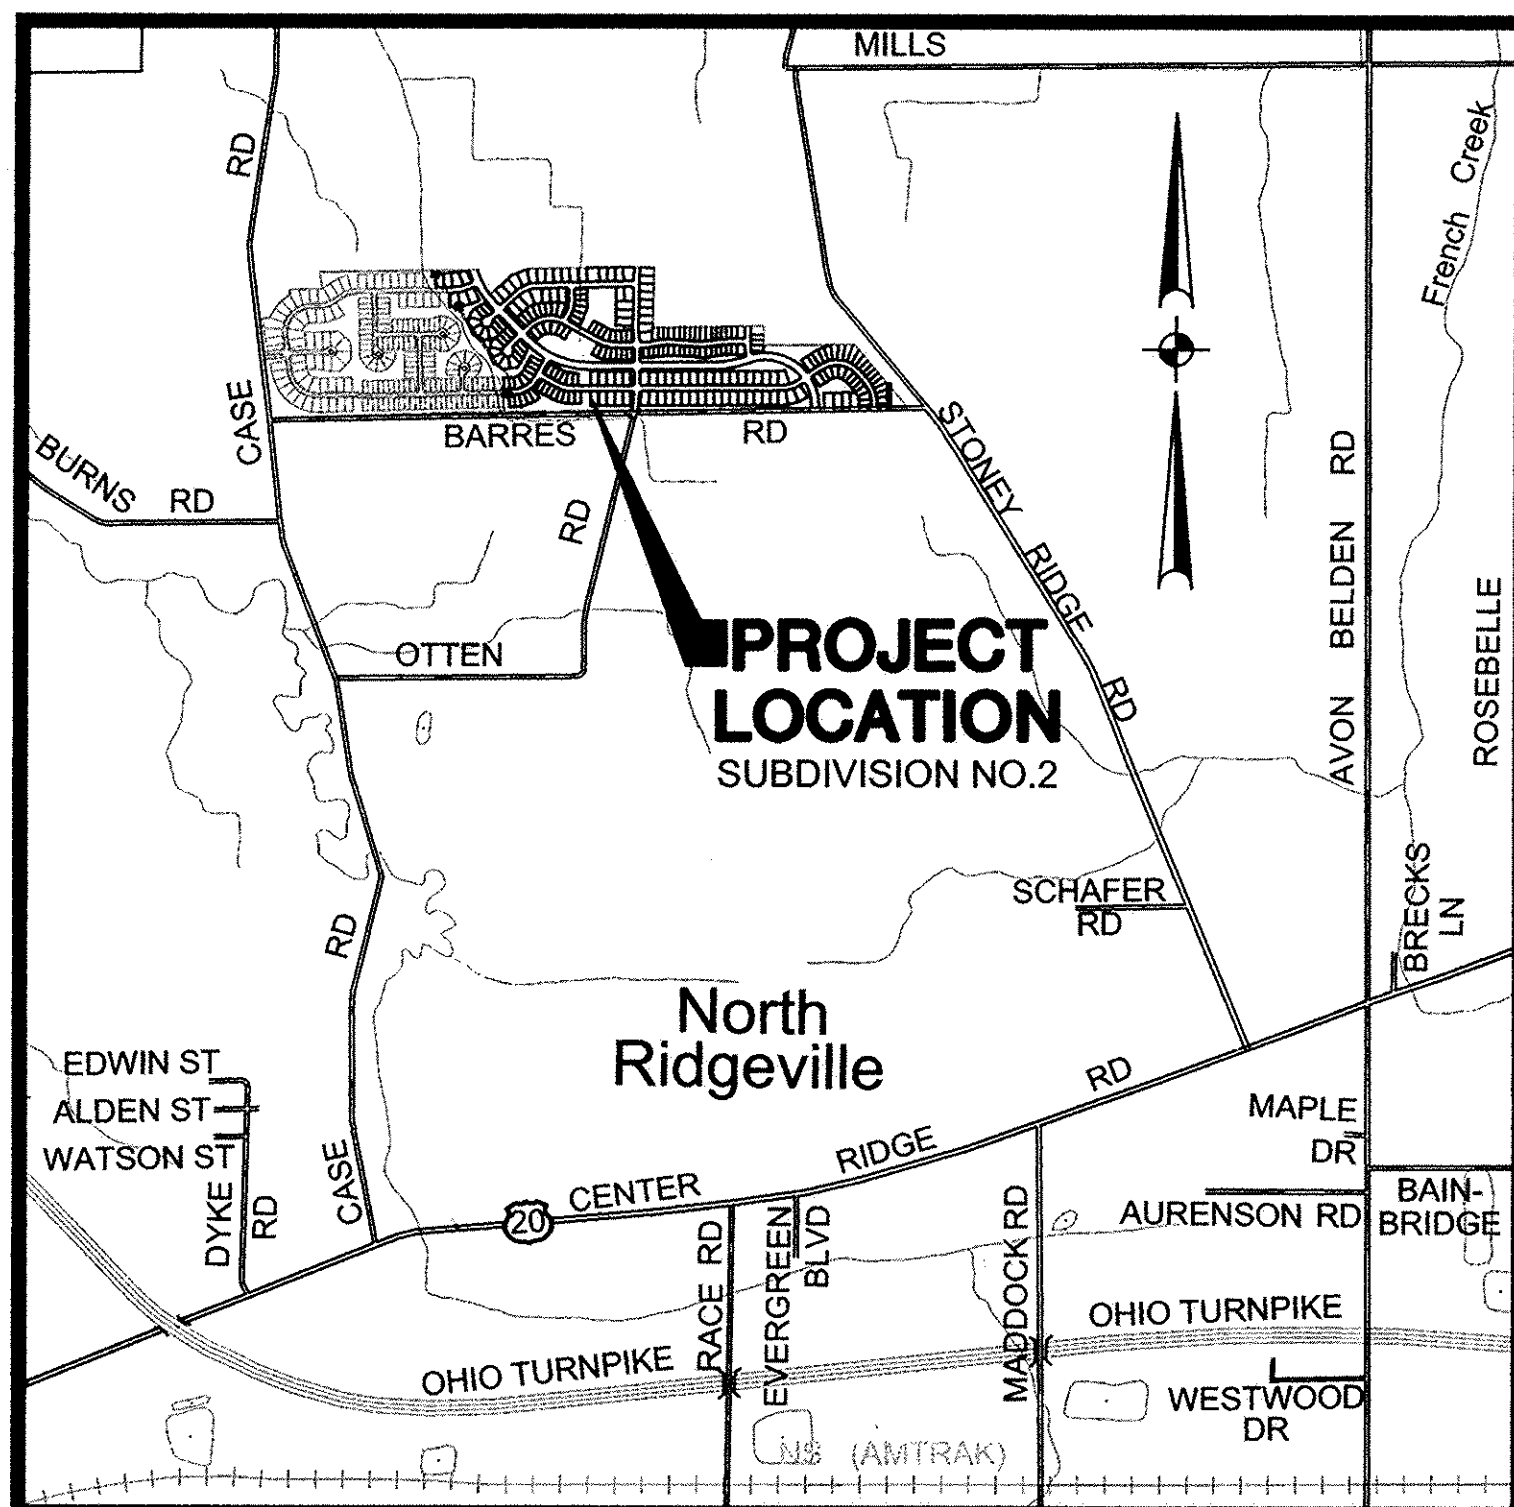 MILLS
RD
French Creek
CASE
BARRES RD
BURNS RD
STONEY RIDGE RD
RD
OTTEN
AVON BELDEN RD
ROSEBELLE
PROJECT
LOCATION
SUBDIVISION NO.2
SCHAFER
RD
BRECKS
LN
RD
North
Ridgeville
EDWIN ST
ALDEN ST
WATSON ST
DYKE
RD
CASE
20
CENTER RIDGE RD
MAPLE
DR
RACE RD
EVERGREEN
BLVD
MADDOCK RD
AURENSON RD
BAIN-
BRIDGE
OHIO TURNPIKE
OHIO TURNPIKE
WESTWOOD
DR
NS (AMTRAK)